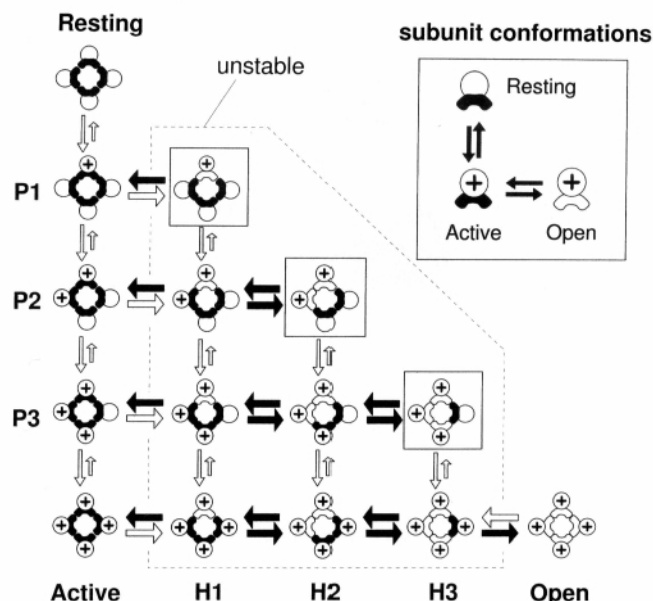 Resting
subunit conformations
unstable
Resting
P1
Active
Open
P2
P3
Active
H1
H2
H3
Open